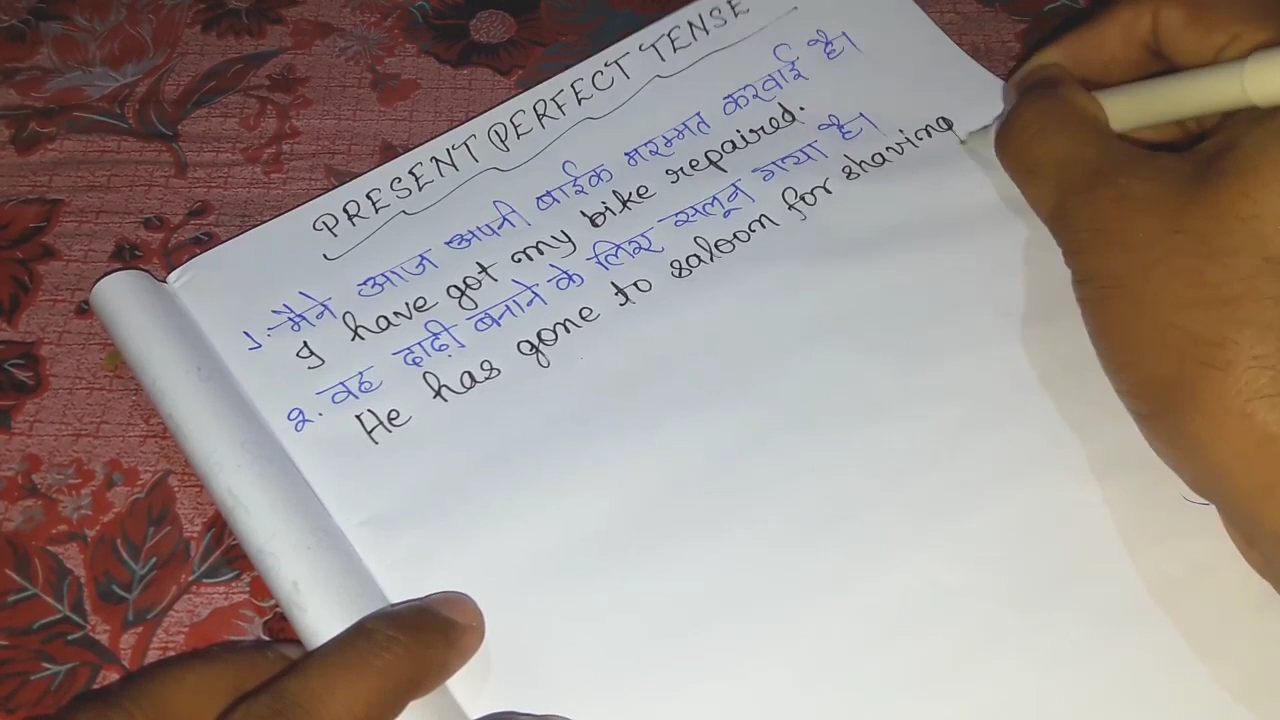 PRESENT PERFECT TENSE
1. मैने आज अपनी बाईक मरम्मत करवाई है।
I have got my bike repaired.
2. वह दाढ़ी बनाने के लिए सलून गया है।
He has gone to saloon for shaving